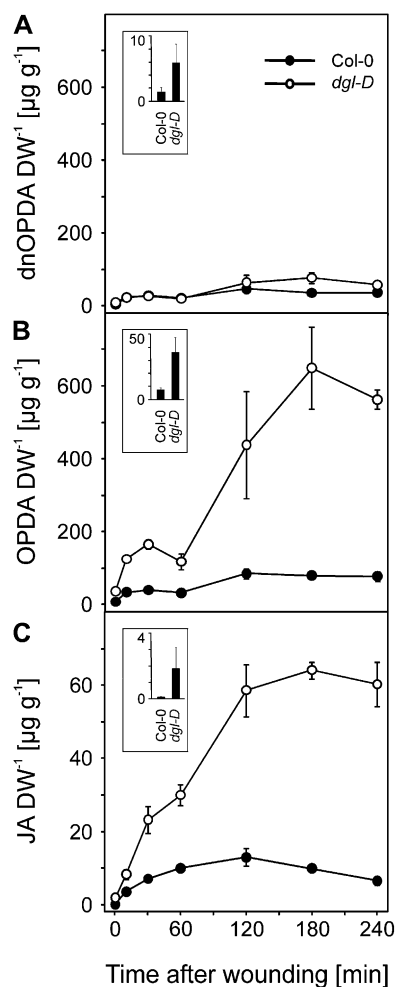 A
dnOPDA DW⁻¹ [µg g⁻¹]
600
400
200
0
10
0
Col-0
dgl-D
Col-0
dgl-D
B
OPDA DW⁻¹ [µg g⁻¹]
600
400
200
0
50
0
Col-0
dgl-D
C
JA DW⁻¹ [µg g⁻¹]
60
40
20
0
4
0
Col-0
dgl-D
0 60 120 180 240
Time after wounding [min]